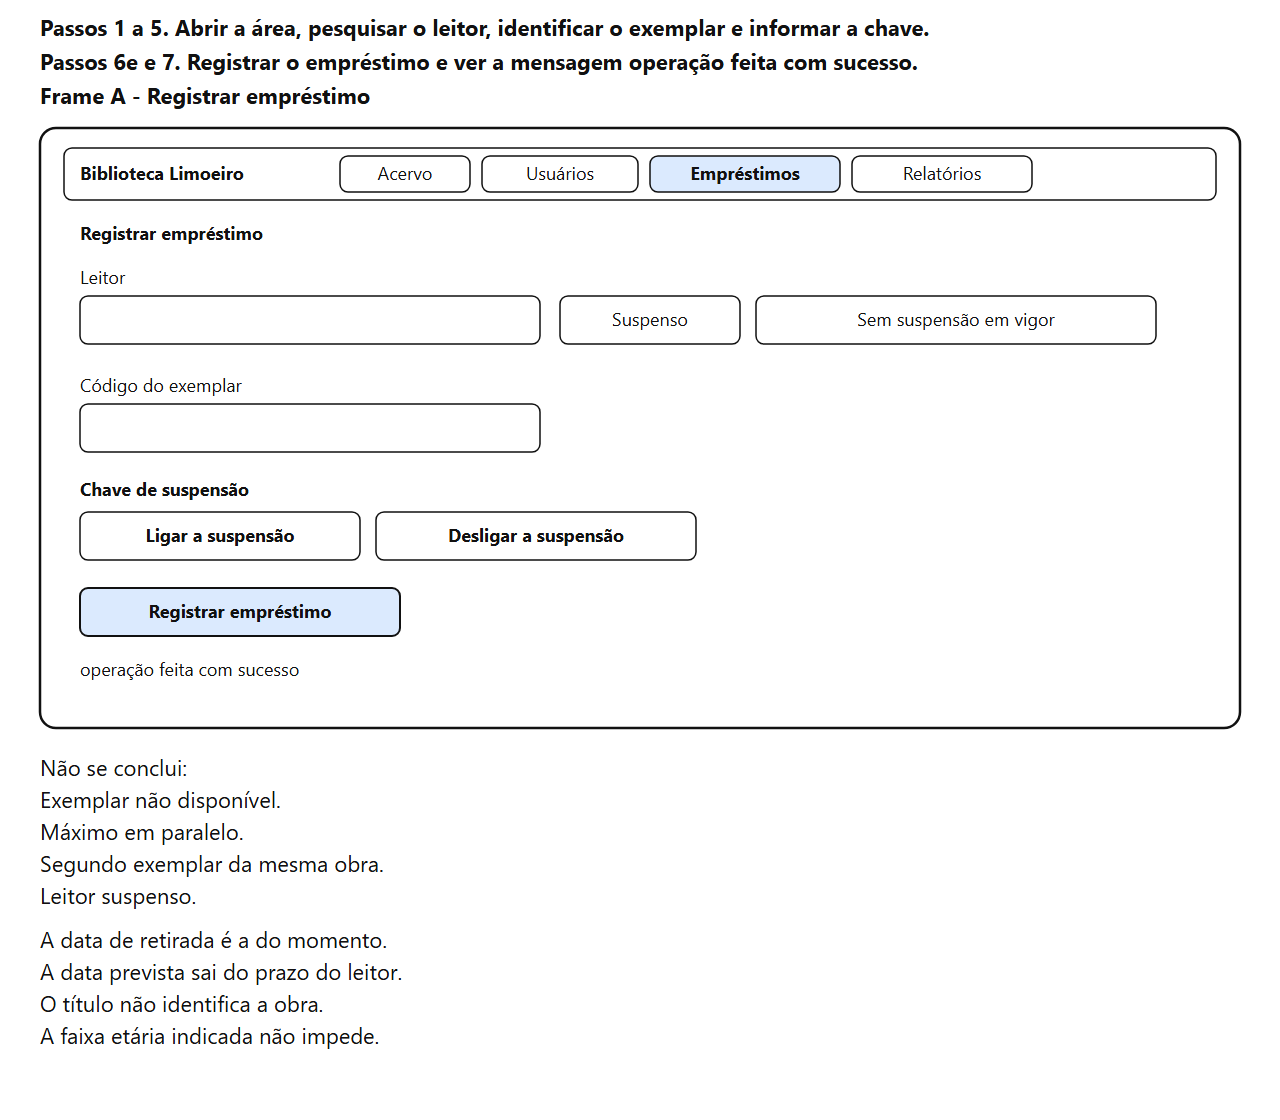 Passos 1 a 5. Abrir a área, pesquisar o leitor, identificar o exemplar e informar a chave.
Passos 6e e 7. Registrar o empréstimo e ver a mensagem operação feita com sucesso.
Frame A - Registrar empréstimo
Biblioteca Limoeiro Acervo Usuários Empréstimos Relatórios
Registrar empréstimo
Leitor
Suspenso Sem suspensão em vigor
Código do exemplar
Chave de suspensão
Ligar a suspensão Desligar a suspensão
Registrar empréstimo
operação feita com sucesso
Não se conclui:
Exemplar não disponível.
Máximo em paralelo.
Segundo exemplar da mesma obra.
Leitor suspenso.
A data de retirada é a do momento.
A data prevista sai do prazo do leitor.
O título não identifica a obra.
A faixa etária indicada não impede.